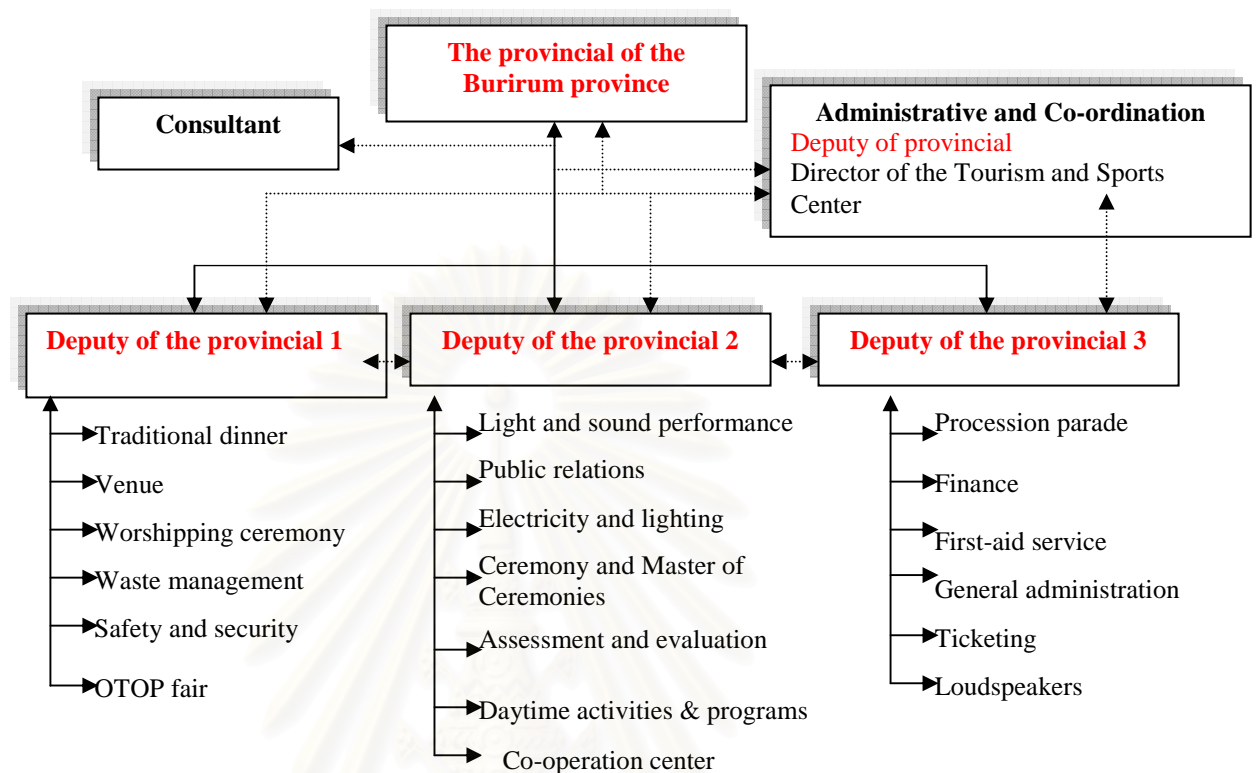 The provincial of the
Burirum province
Consultant
Administrative and Co-ordination
Deputy of provincial
Director of the Tourism and Sports
Center
Deputy of the provincial 1
Deputy of the provincial 2
Deputy of the provincial 3
Traditional dinner
Venue
Worshipping ceremony
Waste management
Safety and security
OTOP fair
Light and sound performance
Public relations
Electricity and lighting
Ceremony and Master of
Ceremonies
Assessment and evaluation
Daytime activities & programs
Co-operation center
Procession parade
Finance
First-aid service
General administration
Ticketing
Loudspeakers